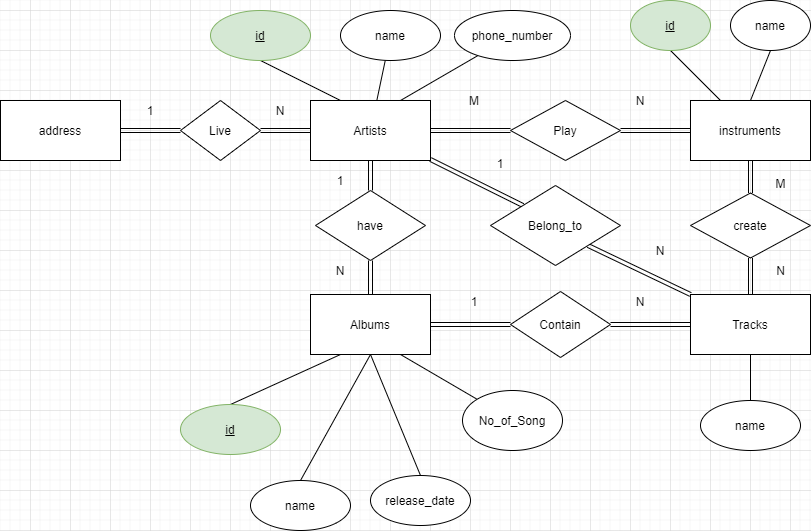 id
name
phone_number
id
name
address
1
Live
N
Artists
M
Play
N
instruments
1
1
M
have
Belong_to
create
N
N
N
Albums
1
Contain
N
Tracks
id
No_of_Song
name
name
release_date